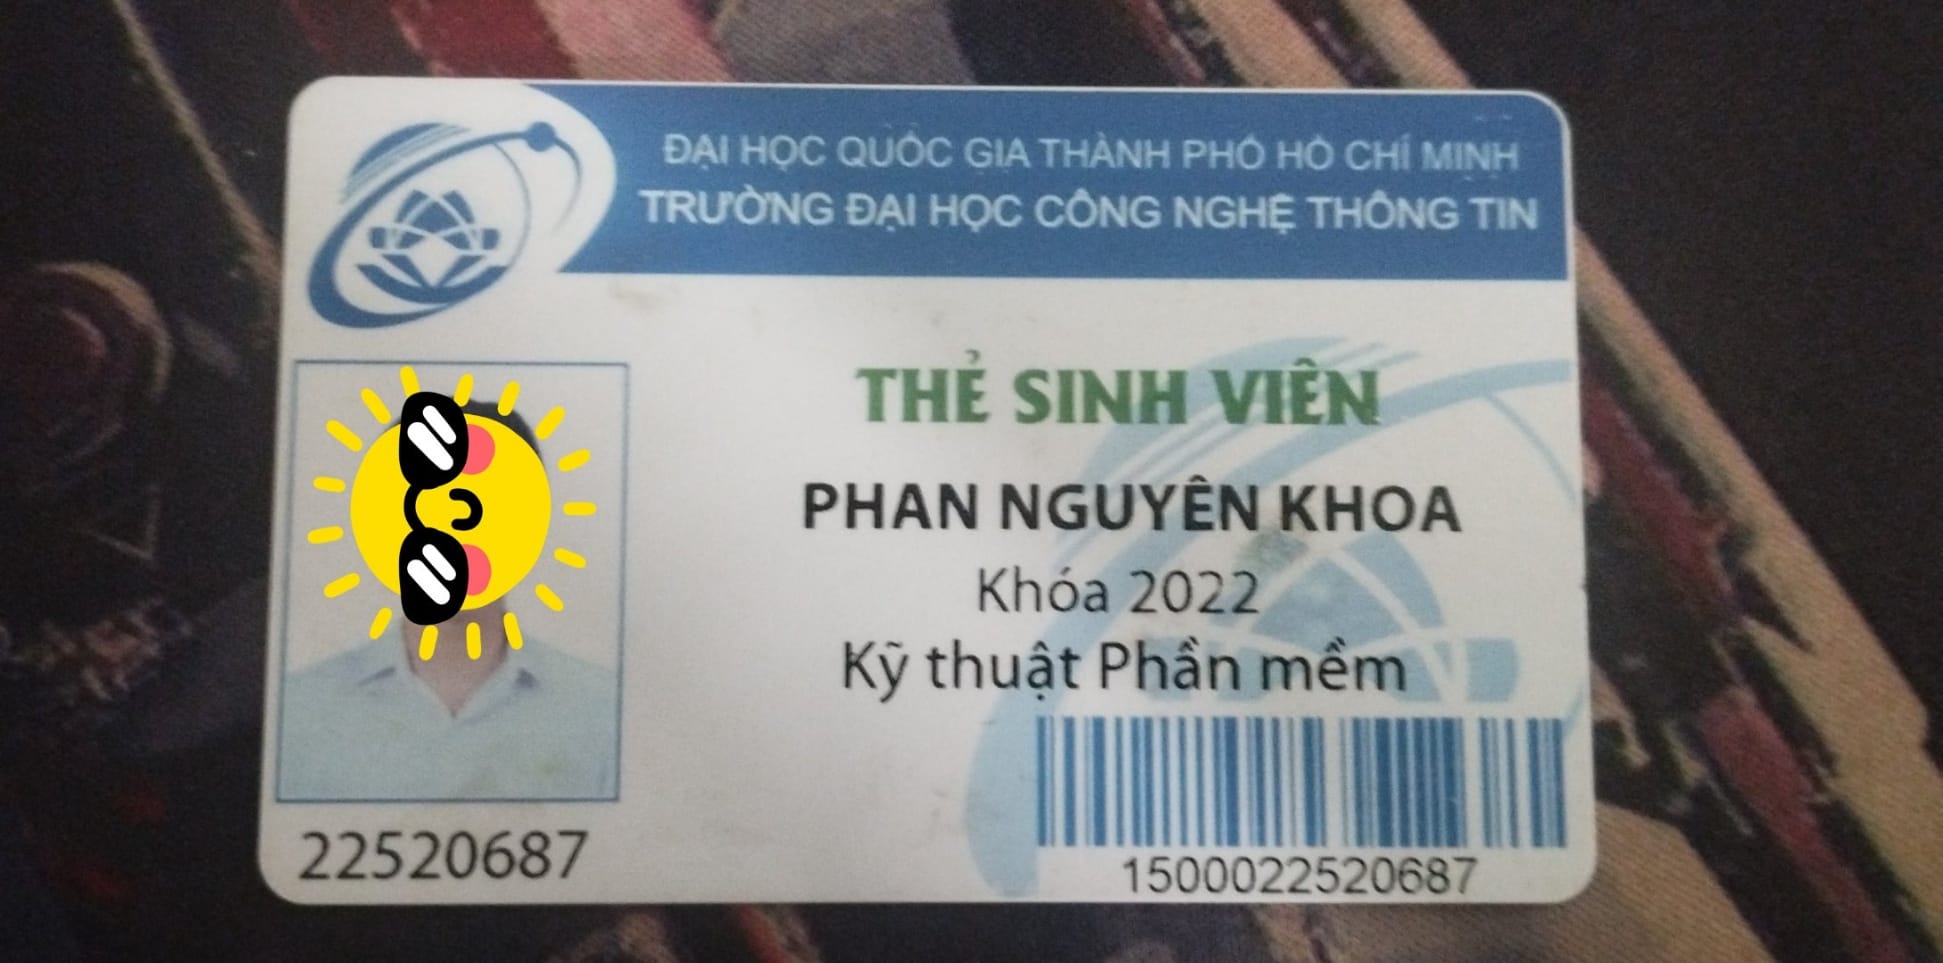 ĐẠI HỌC QUỐC GIA THÀNH PHỐ HỒ CHÍ MINH
TRƯỜNG ĐẠI HỌC CÔNG NGHỆ THÔNG TIN
THẺ SINH VIÊN
PHAN NGUYÊN KHOA
Khóa 2022
Kỹ thuật Phần mềm
22520687
1500022520687